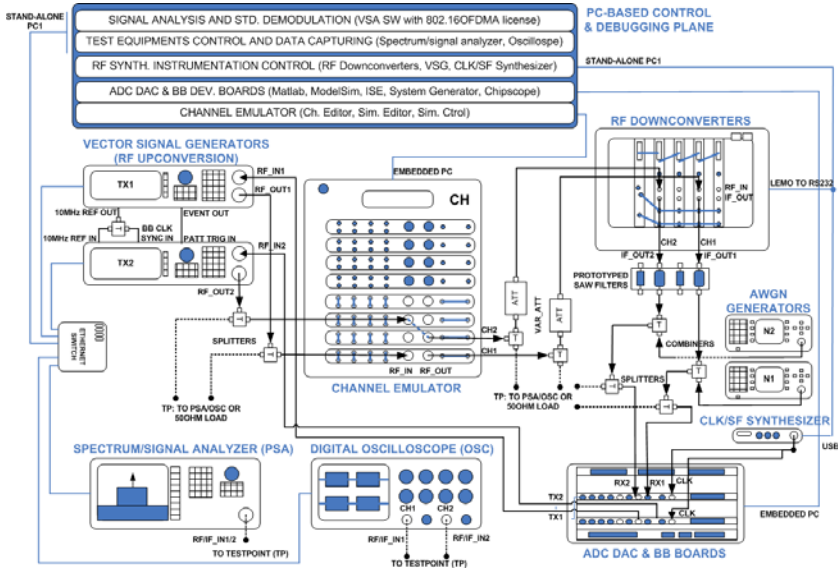 STAND-ALONE
PC1
SIGNAL ANALYSIS AND STD. DEMODULATION (VSA SW with 802.16OFDMA license)
TEST EQUIPMENTS CONTROL AND DATA CAPTURING (Spectrum/signal analyzer, Oscillospe)
RF SYNTH. INSTRUMENTATION CONTROL (RF Downconverters, VSG, CLK/SF Synthesizer)
ADC DAC & BB DEV. BOARDS (Matlab, ModelSim, ISE, System Generator, Chipscope)
CHANNEL EMULATOR (Ch. Editor, Sim. Editor, Sim. Ctrol)
PC-BASED CONTROL
& DEBUGGING PLANE
STAND-ALONE PC1
VECTOR SIGNAL GENERATORS
(RF UPCONVERSION)
TX1
RF_IN1
RF_OUT1
10MHz REF OUT
EVENT OUT
10MHz REF IN
BB CLK
SYNC IN
PATT TRIG IN
TX2
RF_IN2
RF_OUT2
ETHERNET
SWITCH
SPLITTERS
T
T
T
TP: TO PSA/OSC OR
50OHM LOAD
EMBEDDED PC
CH
CH2
CH1
RF_IN
RF_OUT
CHANNEL EMULATOR
ATT
VAR_ATT
ATT
T
T
TP: TO PSA/OSC OR
50OHM LOAD
RF DOWNCONVERTERS
RF_IN
IF_OUT
LEMO TO RS232
CH2
CH1
IF_OUT2
IF_OUT1
PROTOTYPED
SAW FILTERS
AWGN
GENERATORS
N2
N1
T
COMBINERS
T
SPLITTERS
T
T
CLK/SF SYNTHESIZER
USB
SPECTRUM/SIGNAL ANALYZER (PSA)
RF/IF_IN1/2
TO TESTPOINT (TP)
DIGITAL OSCILLOSCOPE (OSC)
CH1
CH2
RF/IF_IN1
RF/IF_IN2
TO TESTPOINT (TP)
RX2
RX1
CLK
TX2
TX1
CLK
EMBEDDED PC
ADC DAC & BB BOARDS